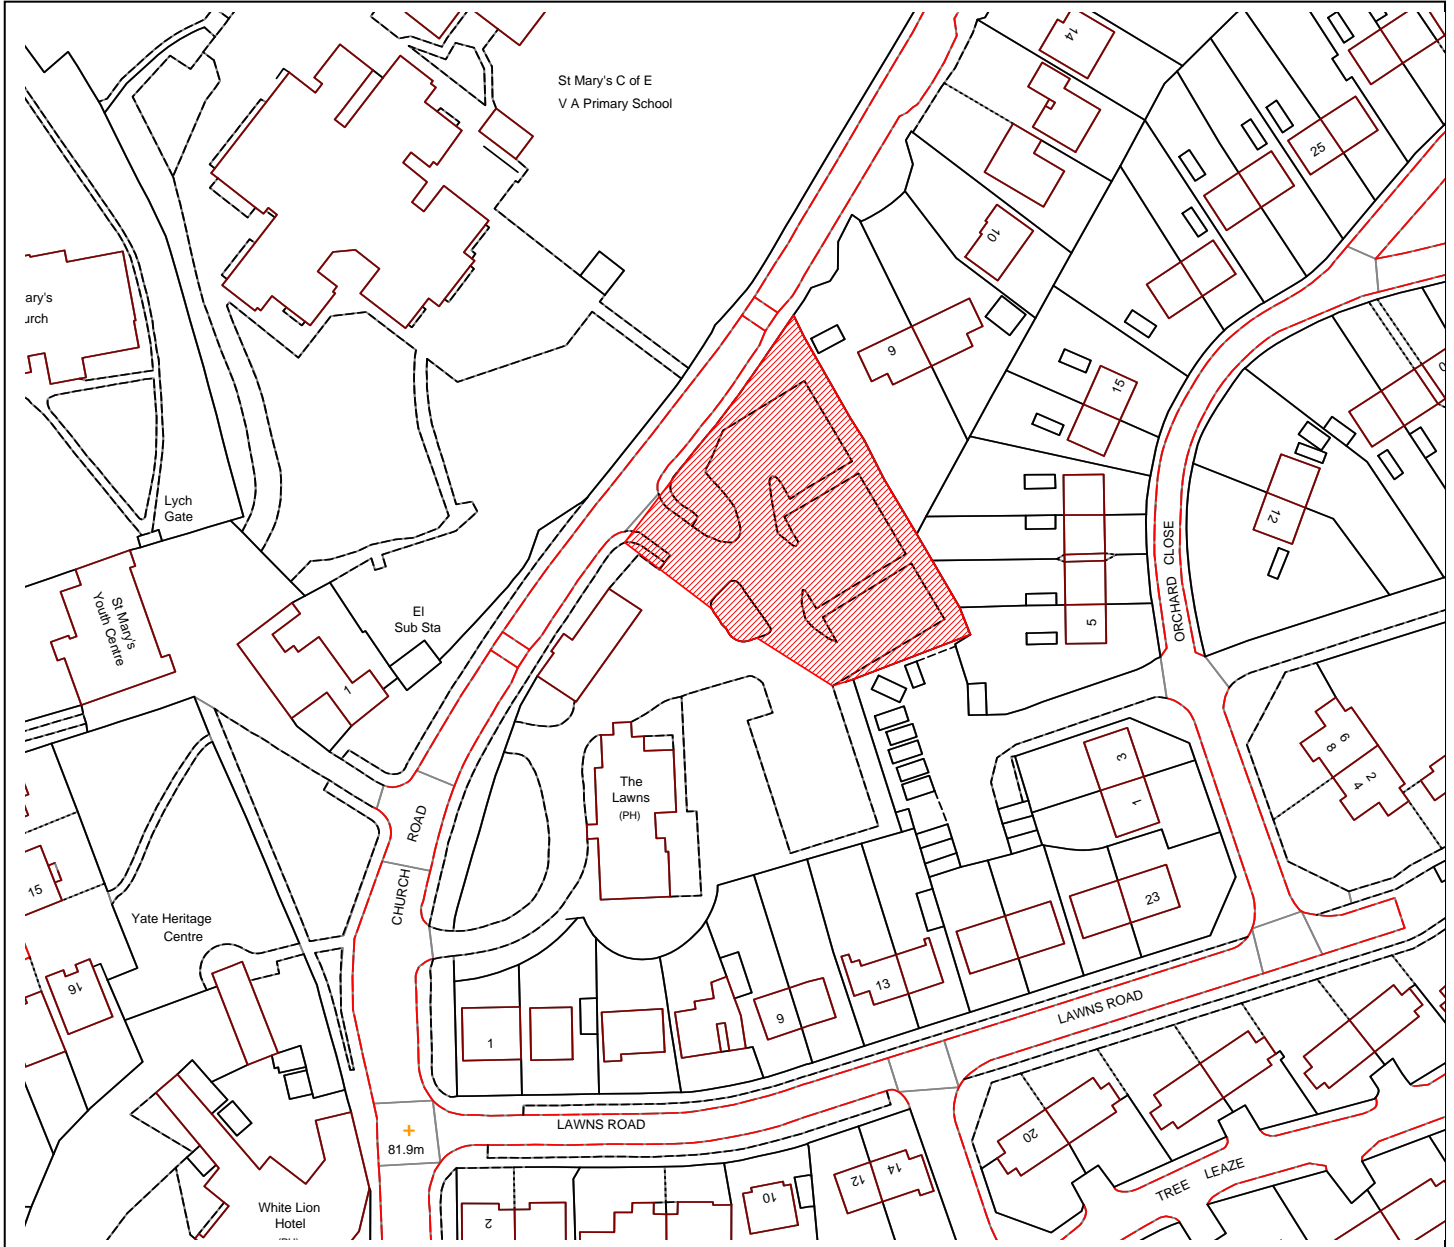 14
St Mary's C of E
V A Primary School
25
10
ary's
urch
9
15
Lych
Gate
12
ORCHARD CLOSE
St Mary's
Youth Centre
El
Sub Sta
5
1
3
1
6
8
2
4
The
Lawns
(PH)
CHURCH ROAD
15
23
Yate Heritage
Centre
16
13
9
1
LAWNS ROAD
LAWNS ROAD
81.9m
20
TREE LEAZE
14
12
10
2
White Lion
Hotel